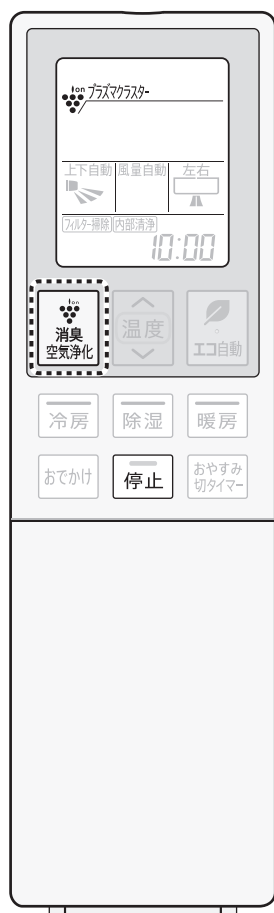 ion プラズマクラスター
上下自動 風量自動 左右
フィルター掃除 内部清浄
10:00
ion
消臭
空気浄化
温度
エコ自動
冷房 除湿 暖房
おでかけ 停止 おやすみ
切タイマー